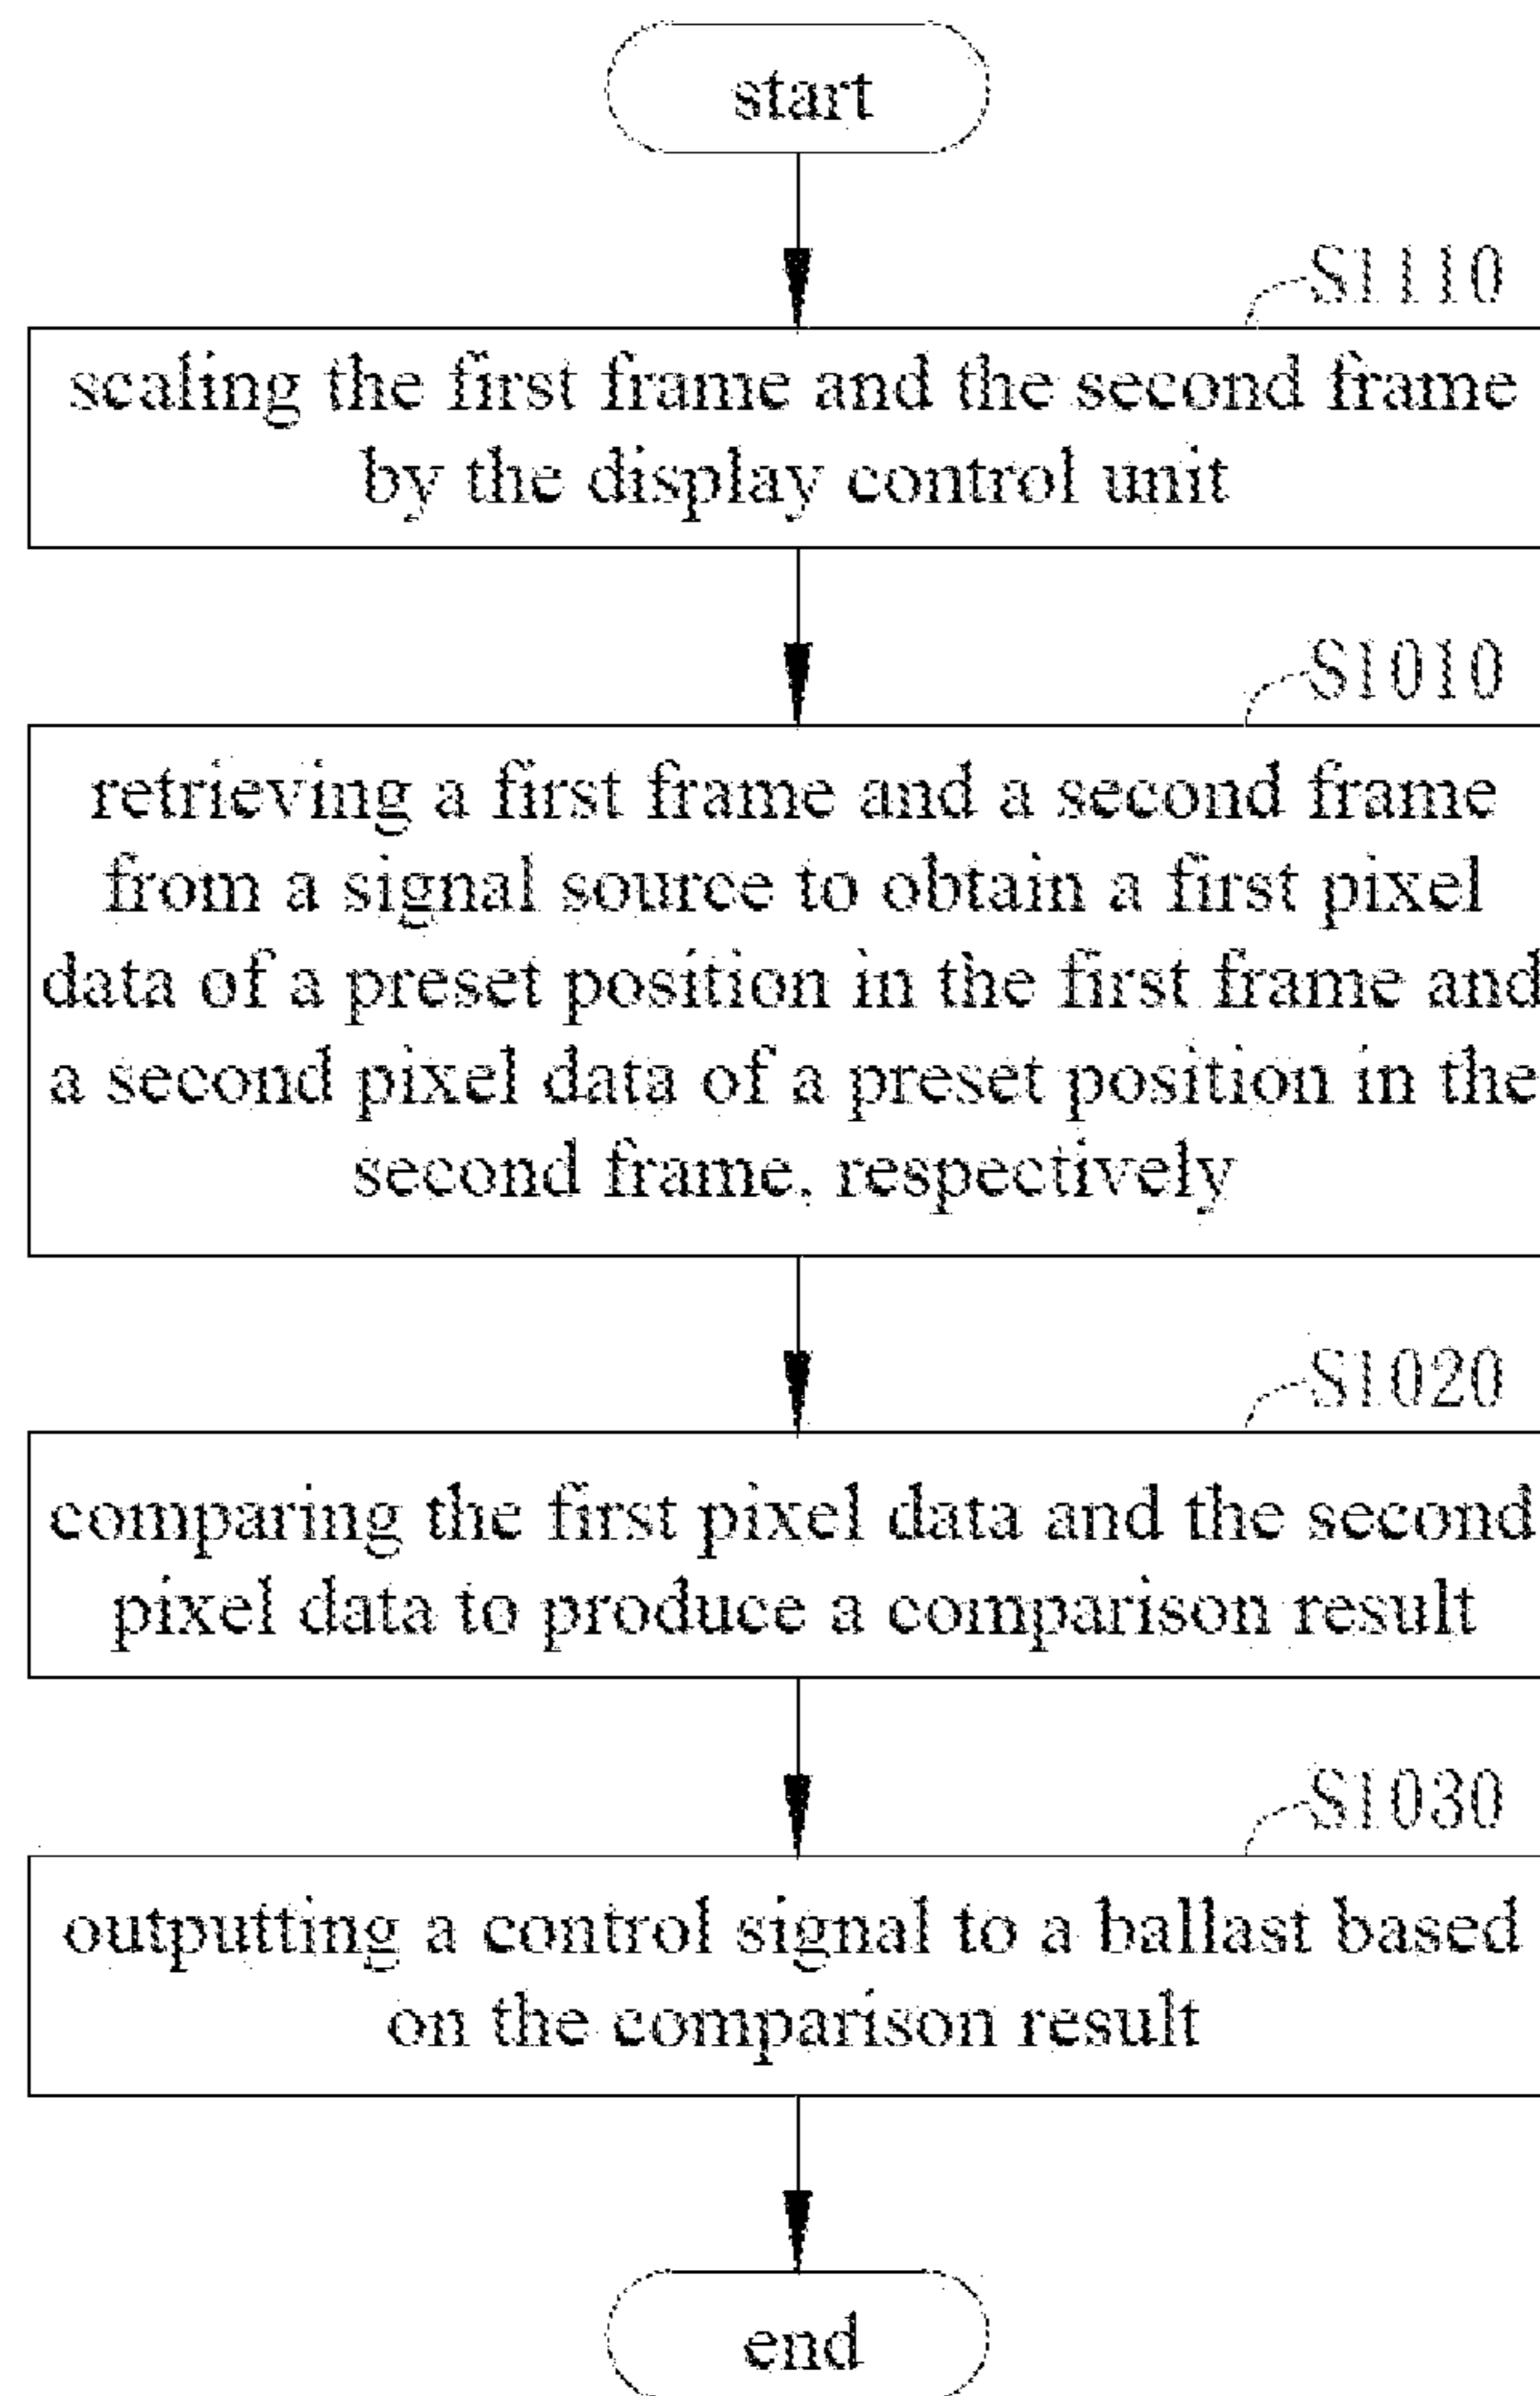 start
S1110
scaling the first frame and the second frame
by the display control unit
S1010
retrieving a first frame and a second frame
from a signal source to obtain a first pixel
data of a preset position in the first frame and
a second pixel data of a preset position in the
second frame, respectively
S1020
comparing the first pixel data and the second
pixel data to produce a comparison result
S1030
outputting a control signal to a ballast based
on the comparison result
end